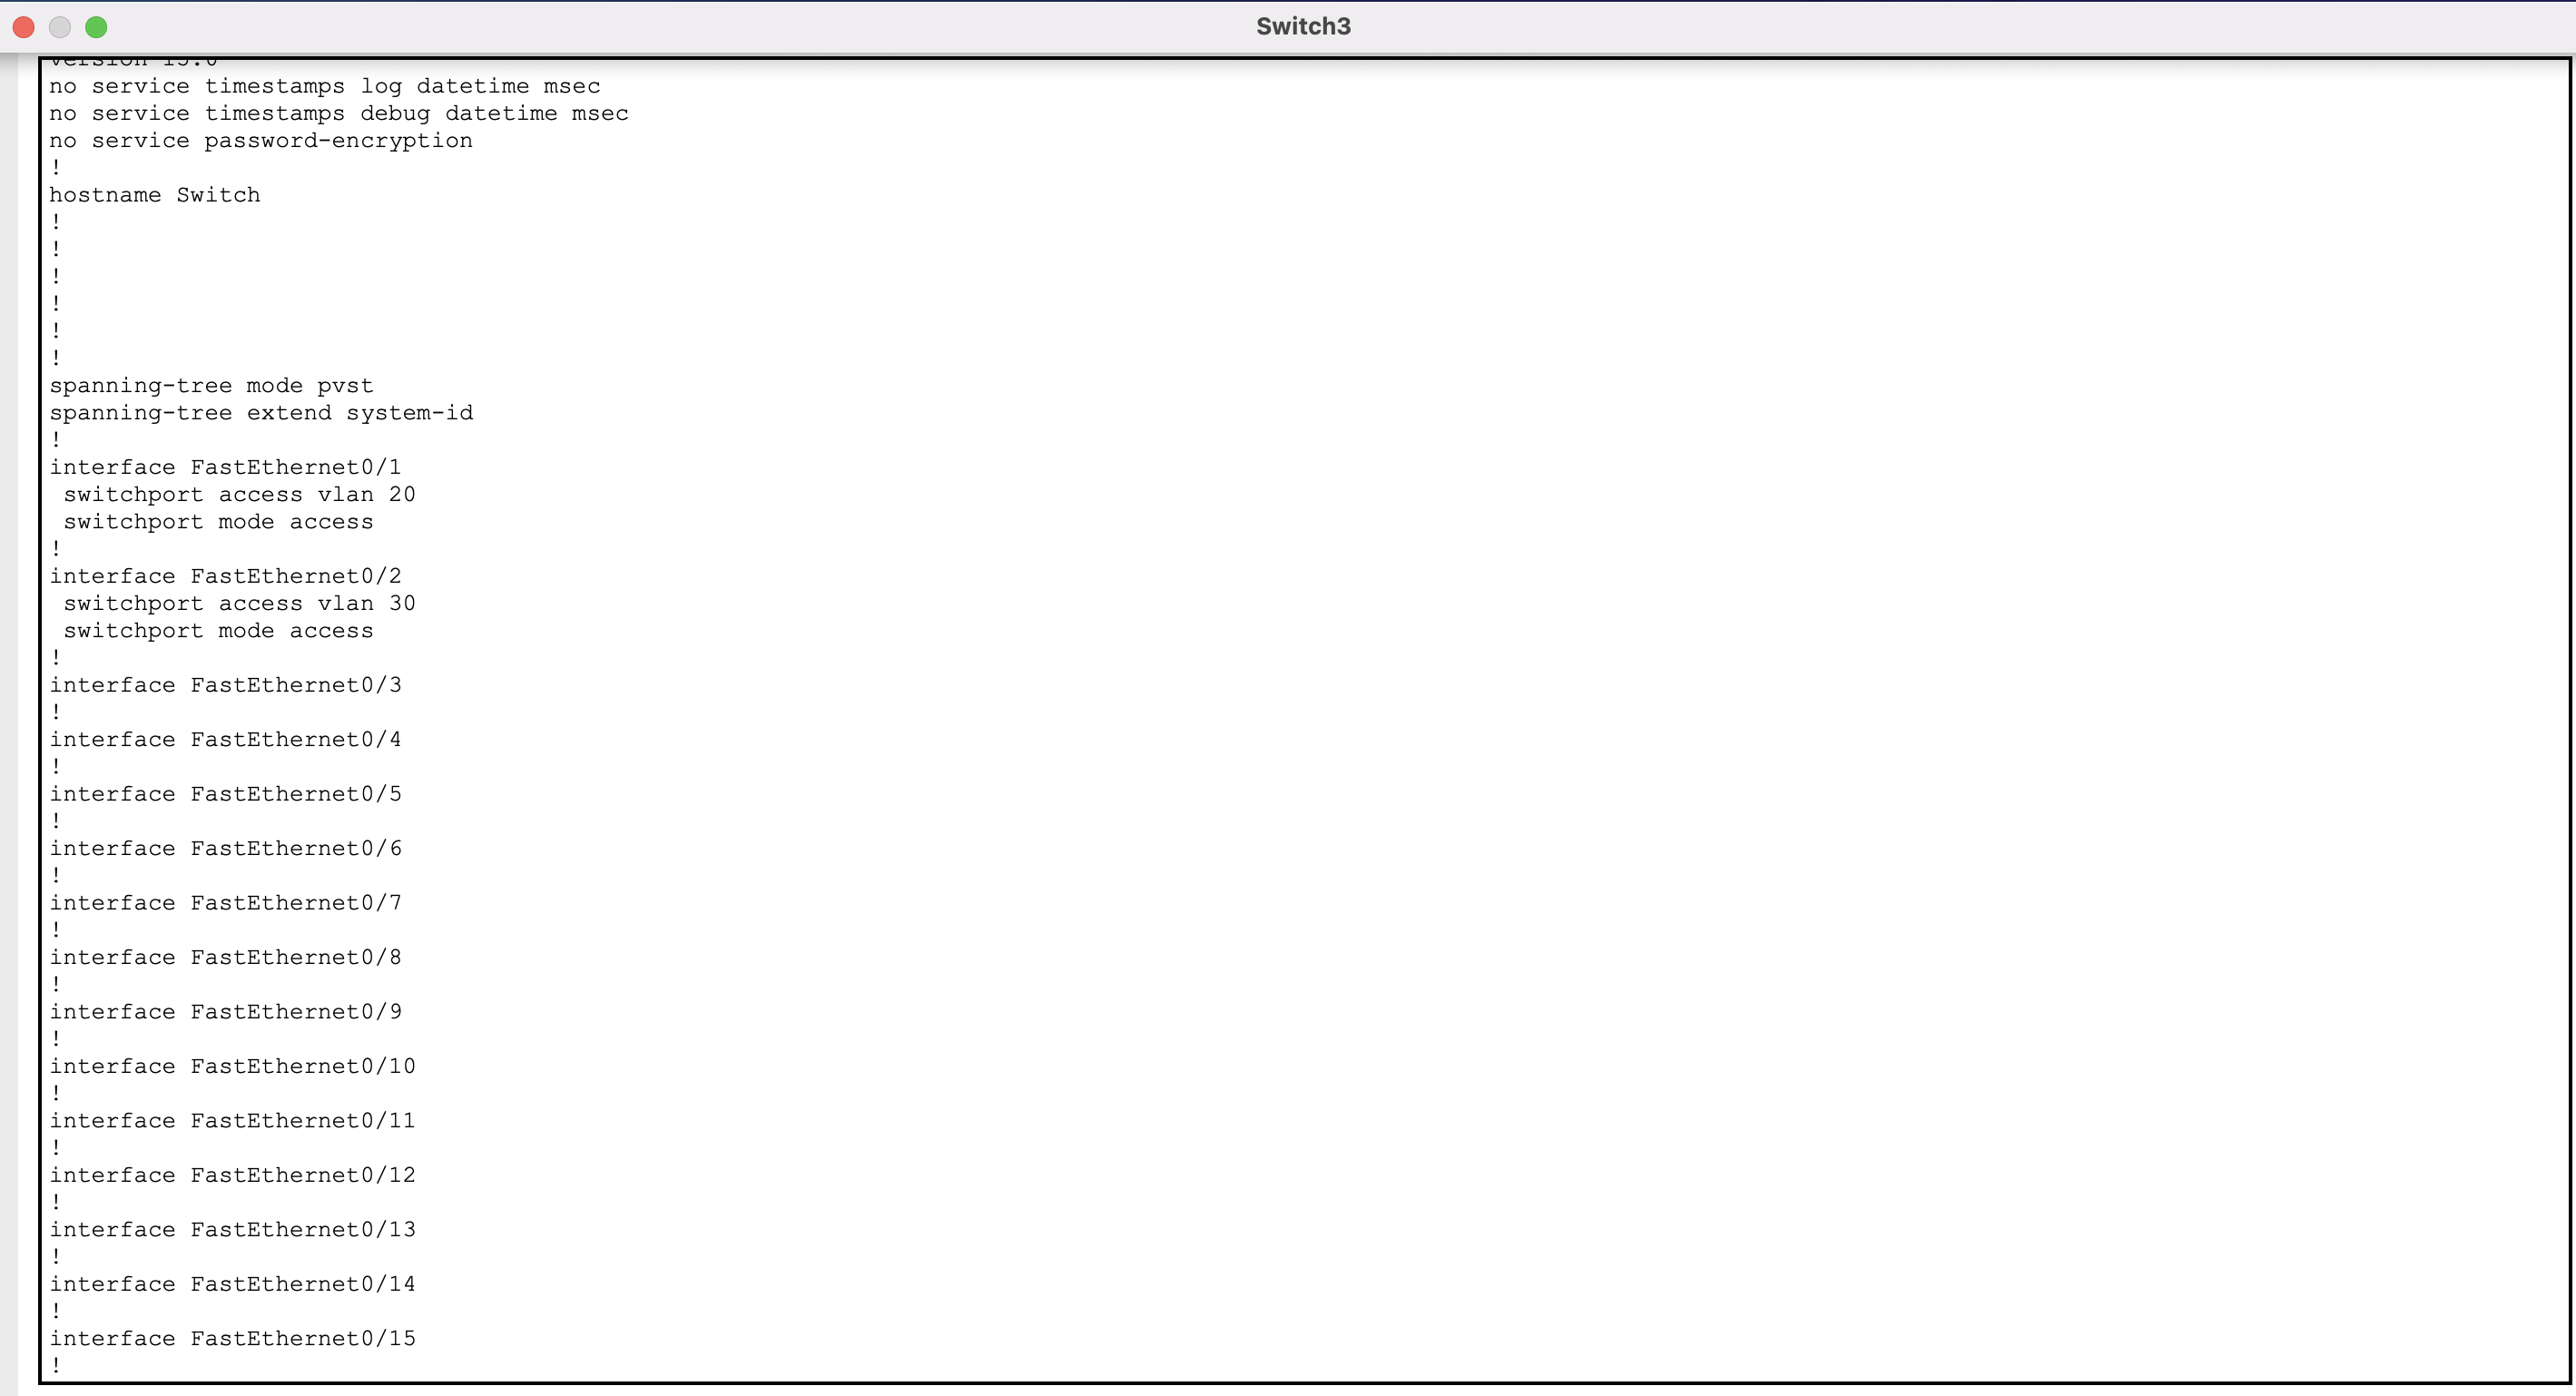 Switch3
version 15.0
no service timestamps log datetime msec
no service timestamps debug datetime msec
no service password-encryption
!
hostname Switch
!
!
!
!
!
!
spanning-tree mode pvst
spanning-tree extend system-id
!
interface FastEthernet0/1
 switchport access vlan 20
 switchport mode access
!
interface FastEthernet0/2
 switchport access vlan 30
 switchport mode access
!
interface FastEthernet0/3
!
interface FastEthernet0/4
!
interface FastEthernet0/5
!
interface FastEthernet0/6
!
interface FastEthernet0/7
!
interface FastEthernet0/8
!
interface FastEthernet0/9
!
interface FastEthernet0/10
!
interface FastEthernet0/11
!
interface FastEthernet0/12
!
interface FastEthernet0/13
!
interface FastEthernet0/14
!
interface FastEthernet0/15
!